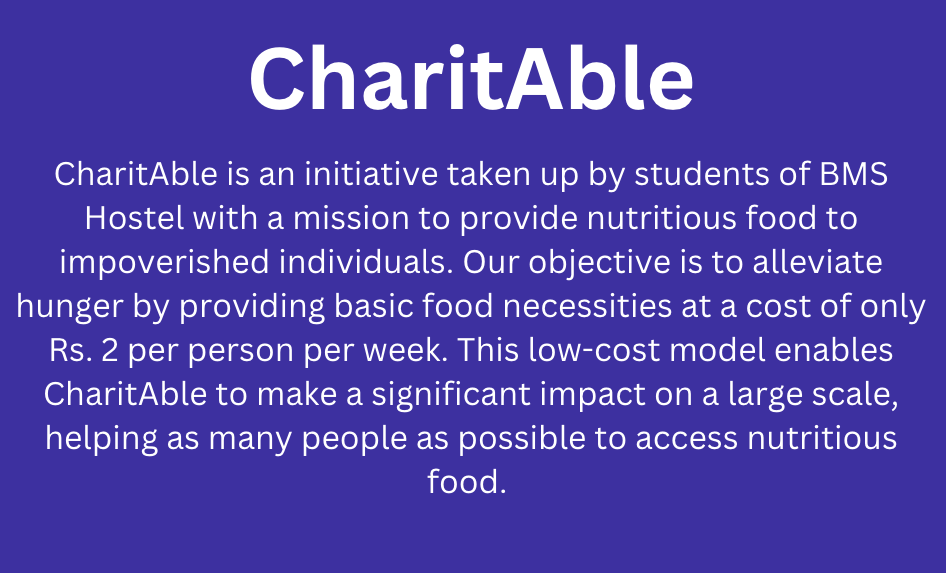 CharitAble
CharitAble is an initiative taken up by students of BMS
Hostel with a mission to provide nutritious food to
impoverished individuals. Our objective is to alleviate
hunger by providing basic food necessities at a cost of only
Rs. 2 per person per week. This low-cost model enables
CharitAble to make a significant impact on a large scale,
helping as many people as possible to access nutritious
food.